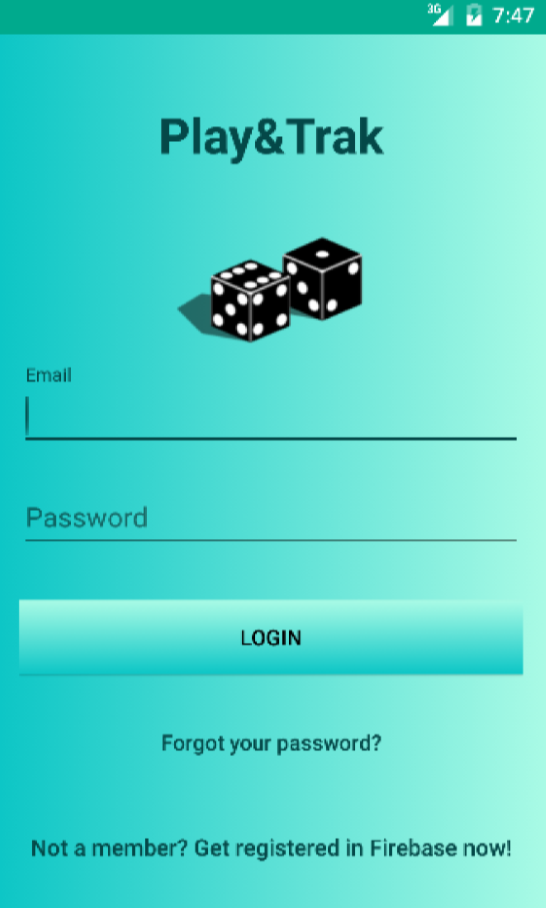 3G 7:47
Play&Trak
Email
Password
LOGIN
Forgot your password?
Not a member? Get registered in Firebase now!